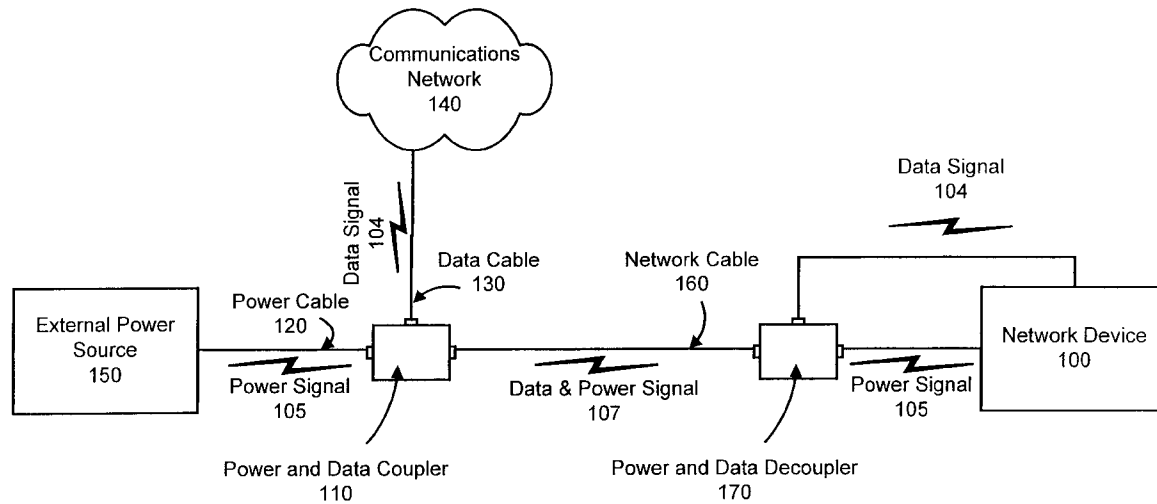 Communications
Network
140
Data Signal
104
Data Signal
104
Data Cable
130
Network Cable
160
Power Cable
120
External Power
Source
150
Network Device
100
Power Signal
105
Data & Power Signal
107
Power Signal
105
Power and Data Coupler
110
Power and Data Decoupler
170